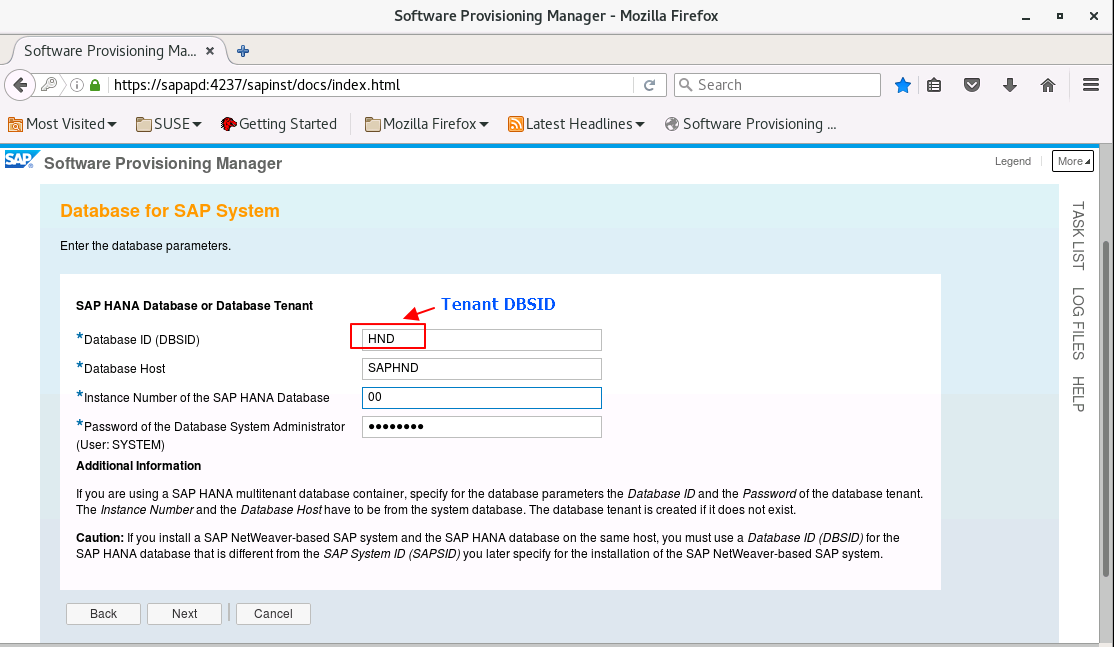 Software Provisioning Manager - Mozilla Firefox
Software Provisioning Ma...
https://sapapd:4237/sapinst/docs/index.html
Search
Most Visited
SUSE
Getting Started
Mozilla Firefox
Latest Headlines
Software Provisioning ...
SAP
Software Provisioning Manager
Legend
More
Database for SAP System
Enter the database parameters.
SAP HANA Database or Database Tenant
Tenant DBSID
*Database ID (DBSID)
HND
*Database Host
SAPHND
*Instance Number of the SAP HANA Database
00
*Password of the Database System Administrator
(User: SYSTEM)
••••••••
Additional Information
If you are using a SAP HANA multitenant database container, specify for the database parameters the Database ID and the Password of the database tenant.
The Instance Number and the Database Host have to be from the system database. The database tenant is created if it does not exist.
Caution: If you install a SAP NetWeaver-based SAP system and the SAP HANA database on the same host, you must use a Database ID (DBSID) for the
SAP HANA database that is different from the SAP System ID (SAPSID) you later specify for the installation of the SAP NetWeaver-based SAP system.
Back
Next
Cancel
TASK LIST
LOG FILES
HELP